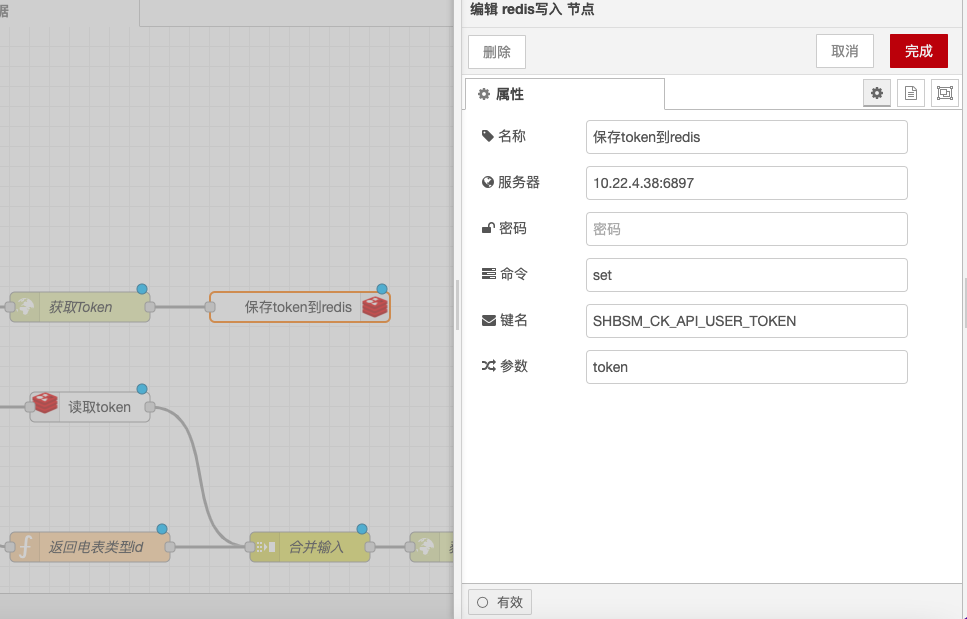 据
编辑 redis写入 节点
删除
取消
完成
属性
名称
保存token到redis
服务器
10.22.4.38:6897
密码
密码
命令
set
键名
SHBSM_CK_API_USER_TOKEN
参数
token
获取Token
保存token到redis
读取token
返回电表类型id
合并输入
有效